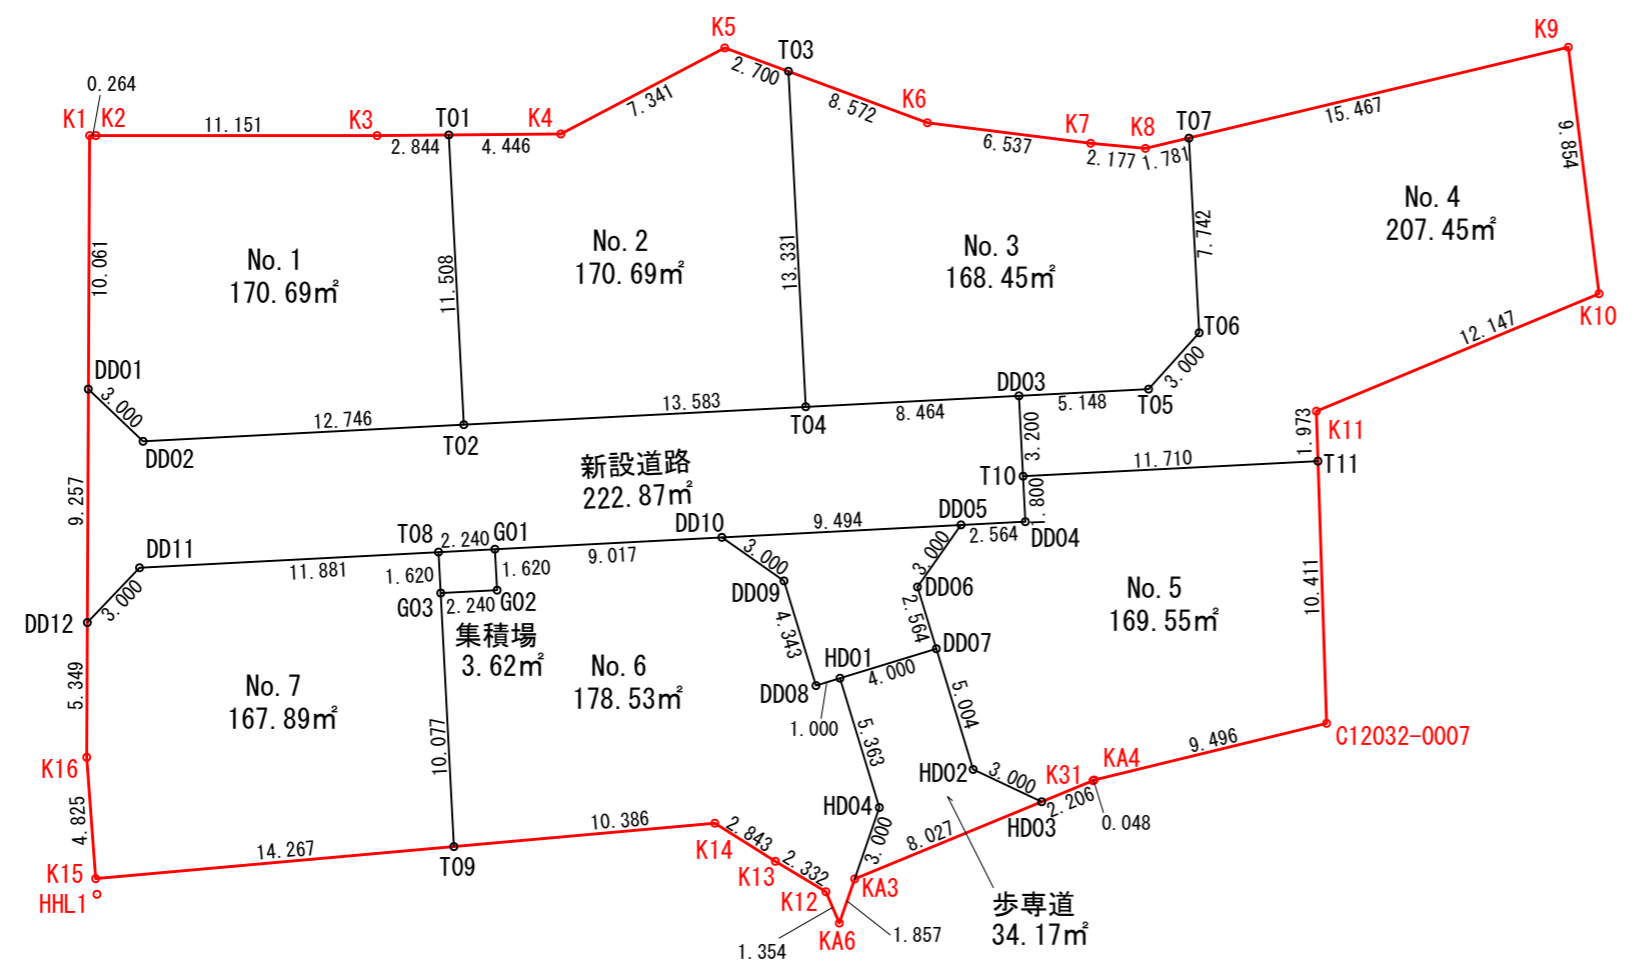 K5
T03
K9
2.700
0.264
K1
K2
K3
T01
K4
7.341
8.572
K6
K7
K8
T07
15.467
9.854
11.151
2.844
4.446
6.537
2.177
1.781
No.1
170.69㎡
No.2
170.69㎡
No.3
168.45㎡
No.4
207.45㎡
10.061
11.508
13.331
7.742
K10
T06
12.147
DD01
3.000
12.746
13.583
8.464
DD03
5.148
3.000
T05
DD02
T02
T04
3.200
1.973
K11
新設道路
222.87㎡
T10
11.710
T11
9.257
1.800
DD11
T08
2.240
G01
DD10
9.494
DD05
2.564
DD04
11.881
1.620
1.620
9.017
3.000
3.000
3.000
DD12
G03
2.240
G02
DD09
DD06
No.5
169.55㎡
10.411
集積場
3.62㎡
4.343
2.564
DD07
5.349
No.7
167.89㎡
No.6
178.53㎡
HD01
4.000
DD08
1.000
5.363
5.004
10.077
9.496
C12032-0007
K16
HD02
3.000
K31
KA4
HD04
2.206
HD03
0.048
4.825
14.267
10.386
8.027
3.000
K15
HHL1
T09
K14
2.843
K13
2.332
K12
KA3
歩専道
34.17㎡
1.354
KA6
1.857